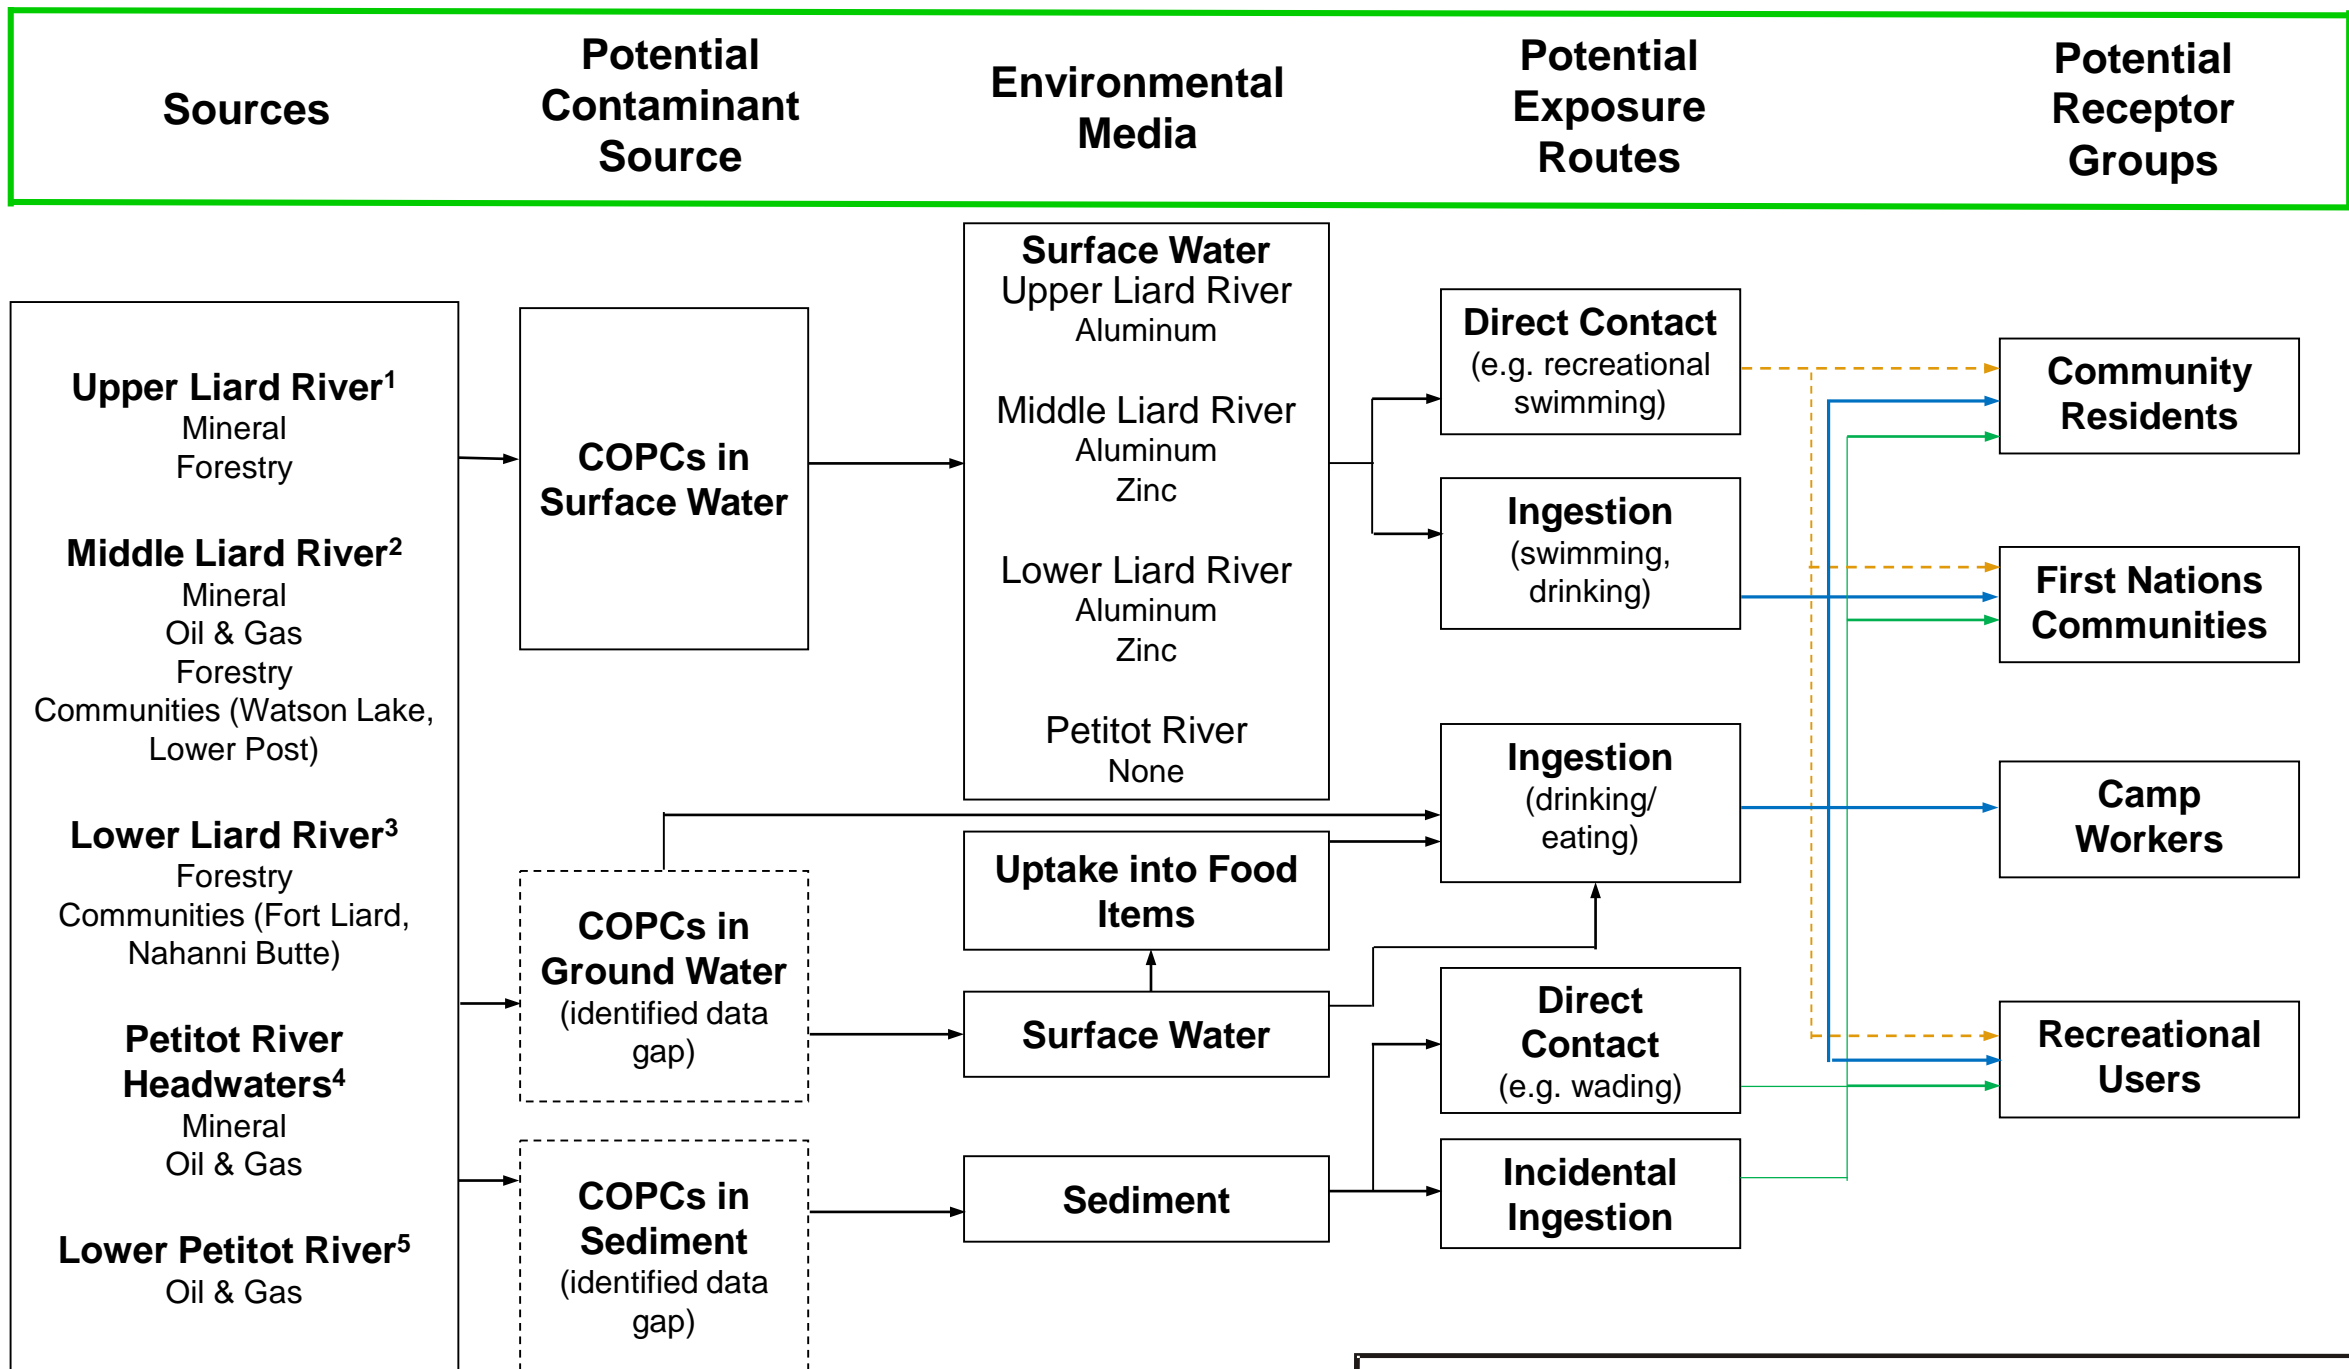 Sources
Potential
Contaminant
Source
Environmental
Media
Potential
Exposure
Routes
Potential
Receptor
Groups
Upper Liard River1
Mineral
Forestry
Middle Liard River2
Mineral
Oil & Gas
Forestry
Communities (Watson Lake,
Lower Post)
Lower Liard River3
Forestry
Communities (Fort Liard,
Nahanni Butte)
Petitot River
Headwaters4
Mineral
Oil & Gas
Lower Petitot River5
Oil & Gas
COPCs in
Surface Water
COPCs in
Ground Water
(identified data
gap)
COPCs in
Sediment
(identified data
gap)
Surface Water
Upper Liard River
Aluminum
Middle Liard River
Aluminum
Zinc
Lower Liard River
Aluminum
Zinc
Petitot River
None
Uptake into Food
Items
Surface Water
Sediment
Direct Contact
(e.g. recreational
swimming)
Ingestion
(swimming,
drinking)
Ingestion
(drinking/
eating)
Direct
Contact
(e.g. wading)
Incidental
Ingestion
Community
Residents
First Nations
Communities
Camp
Workers
Recreational
Users